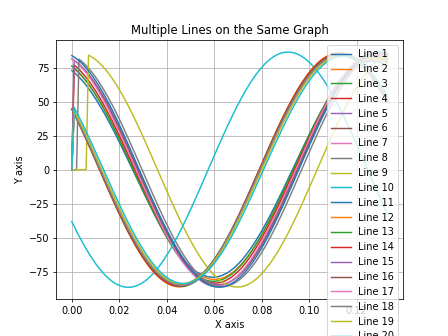 Multiple Lines on the Same Graph
Y axis
75
50
25
0
−25
−50
−75
0.00
0.02
0.04
0.06
0.08
0.10
X axis
Line 1
Line 2
Line 3
Line 4
Line 5
Line 6
Line 7
Line 8
Line 9
Line 10
Line 11
Line 12
Line 13
Line 14
Line 15
Line 16
Line 17
Line 18
Line 19